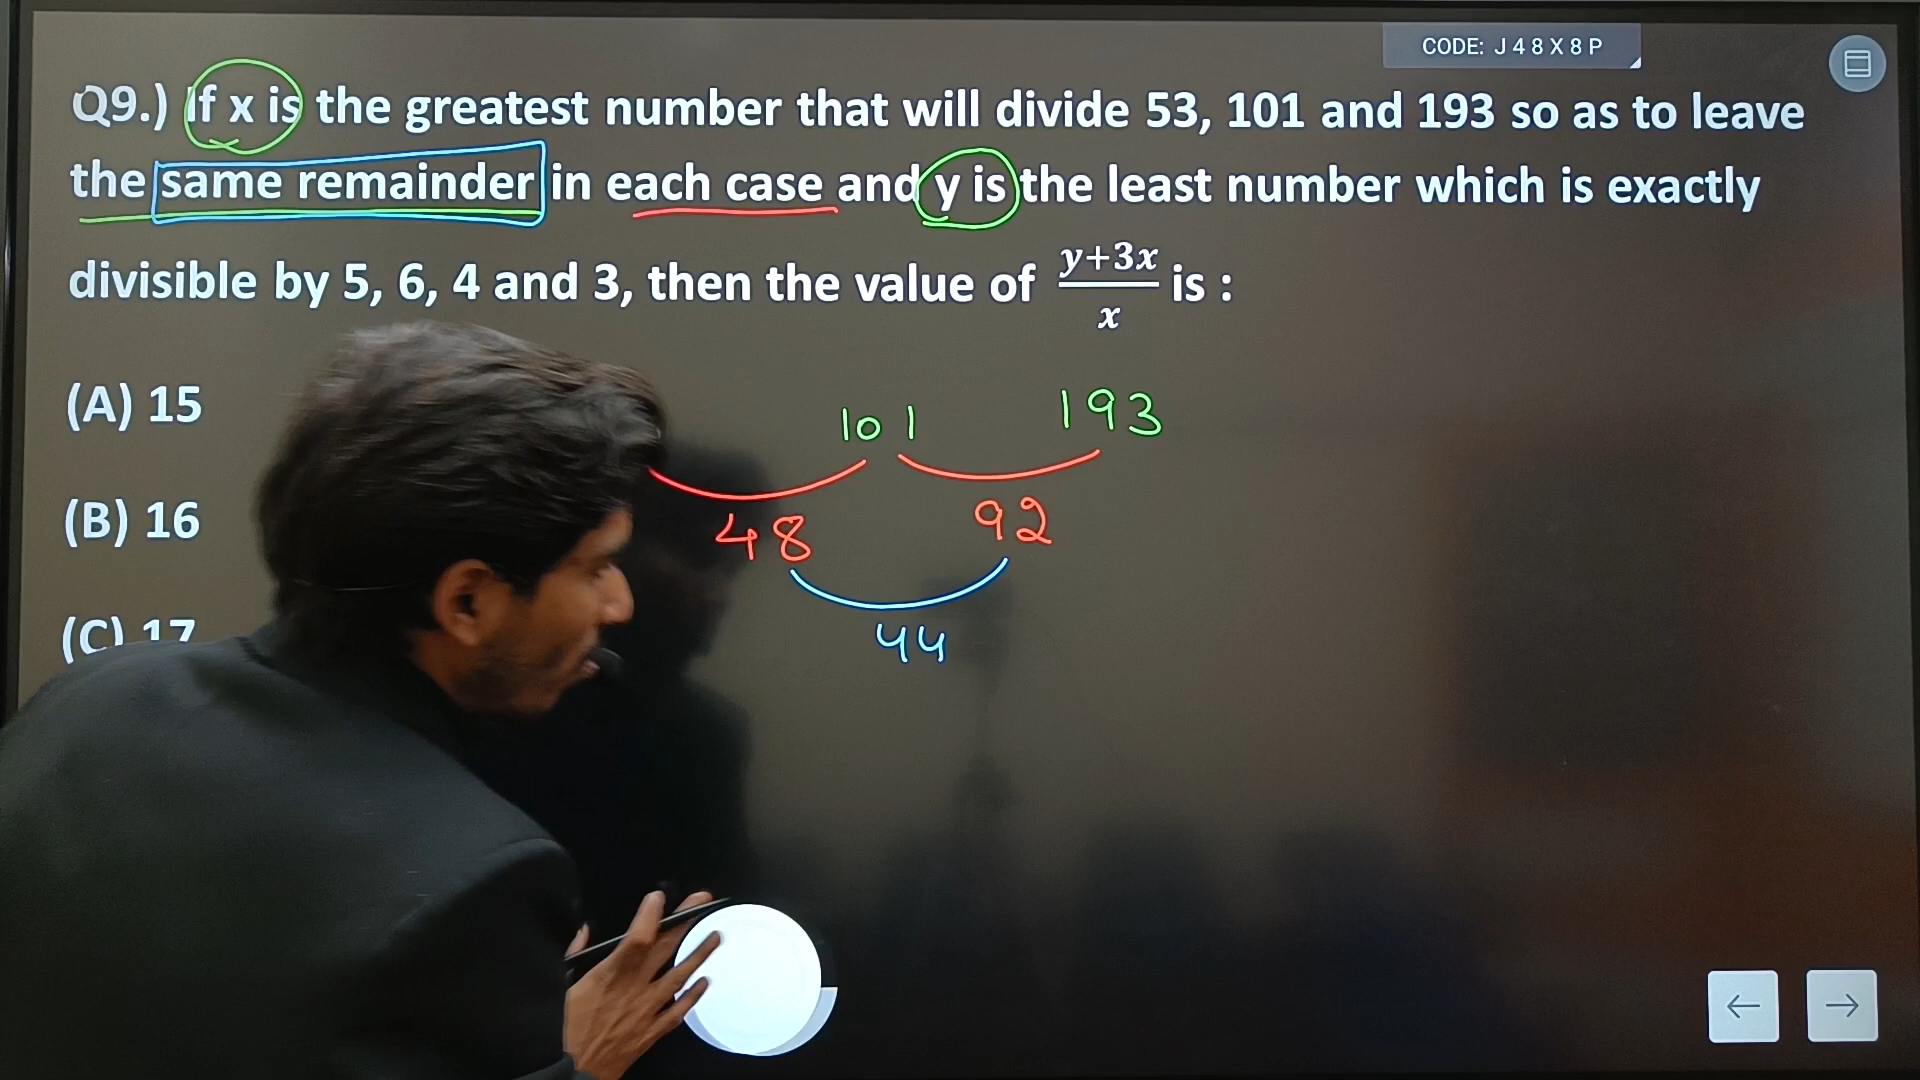 CODE: J48X8P
Q9.) If x is the greatest number that will divide 53, 101 and 193 so as to leave
the same remainder in each case and y is the least number which is exactly
divisible by 5, 6, 4 and 3, then the value of y+3x/x is :
(A) 15
101 193
(B) 16
48 92
(C) 17
44